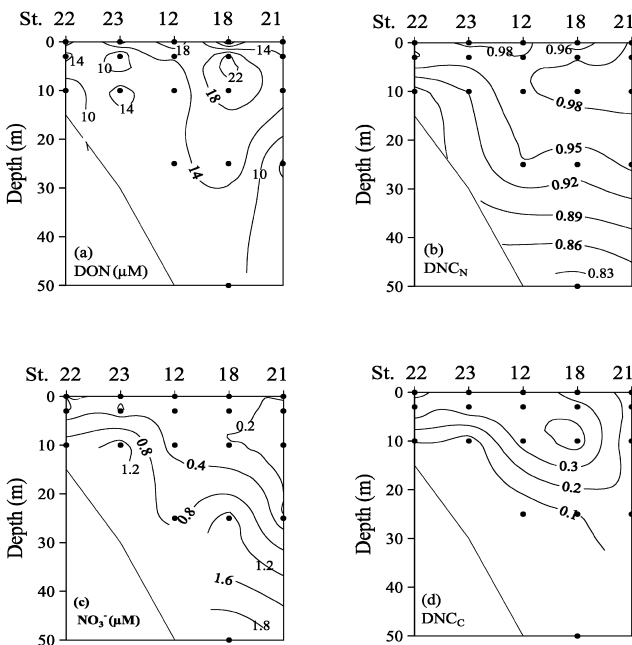 St. 22 23 12 18 21
0
10
20
30
40
50
Depth (m)
14 10 18 14
22
18
10 14
14 10
(a)
DON (μM)
St. 22 23 12 18 21
0
10
20
30
40
50
Depth (m)
0.98 0.96
0.98
0.95
0.92
0.89
0.86
0.83
(b)
DNC_N
St. 22 23 12 18 21
0
10
20
30
40
50
Depth (m)
0.2
0.8 0.4
1.2
0.8
1.2
1.6
1.8
(c)
NO₃⁻ (μM)
St. 22 23 12 18 21
0
10
20
30
40
50
Depth (m)
0.3
0.2
0.1
(d)
DNC_C